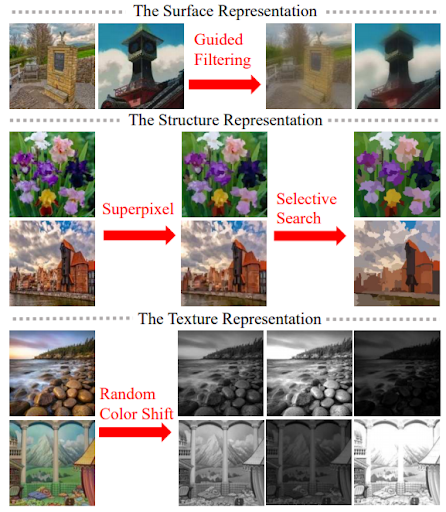 The Surface Representation
Guided
Filtering
The Structure Representation
Superpixel
Selective
Search
The Texture Representation
Random
Color Shift